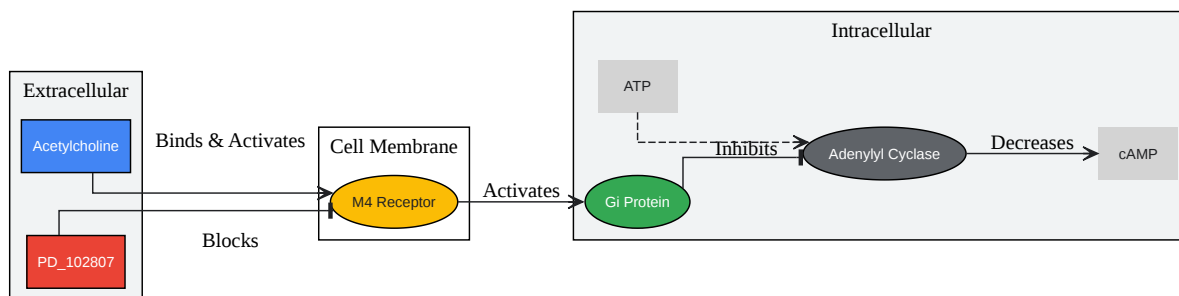 Extracellular
Acetylcholine
PD_102807
Binds & Activates
Blocks
Cell Membrane
M4 Receptor
Activates
Intracellular
ATP
Gi Protein
Inhibits
Adenylyl Cyclase
Decreases
cAMP